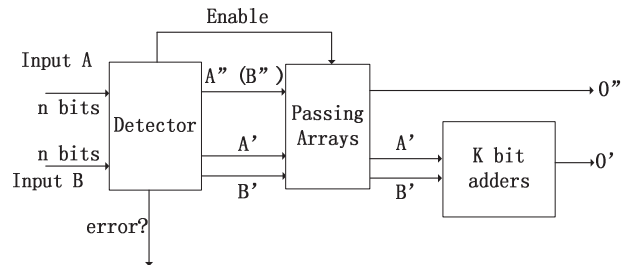 Enable
Input A
n bits
n bits
Input B
Detector
error?
A” (B”)
A’
B’
Passing
Arrays
A’
B’
K bit
adders
O”
O’